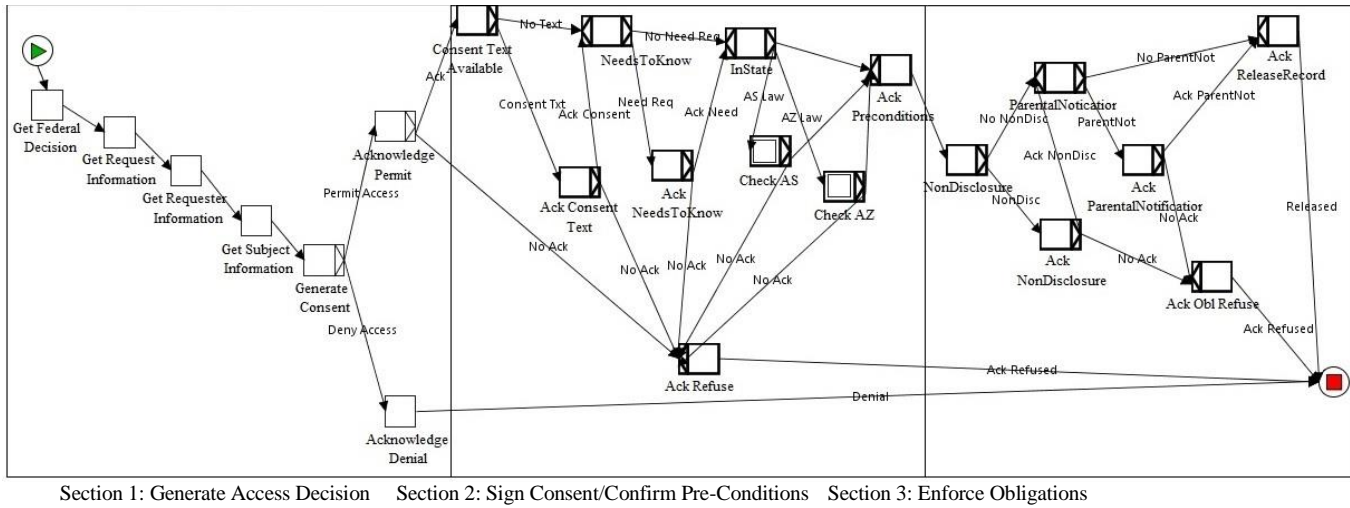 Get Federal
Decision
Get Request
Information
Get Requester
Information
Get Subject
Information
Generate
Consent
Permit Access
Deny Access
Acknowledge
Permit
Acknowledge
Denial
Ack
No Ack
Denial
Consent Text
Available
No Text
Consent Txt
Ack Consent
Text
Ack Consent
No Ack
NeedsToKnow
No Need Req
Need Req
Ack
NeedsToKnow
Ack Need
No Ack
InState
AS Law
AZ Law
Check AS
Check AZ
No Ack
No Ack
Ack
Preconditions
Ack Refuse
Ack Refused
NonDisclosure
No NonDisc
NonDisc
Ack
NonDisclosure
Ack NonDisc
No Ack
ParentalNotication
No ParentNot
ParentNot
Ack
ParentalNotification
Ack ParentNot
No Ack
Ack Obl Refuse
Ack Refused
Ack
ReleaseRecord
Released
Section 1: Generate Access Decision Section 2: Sign Consent/Confirm Pre-Conditions Section 3: Enforce Obligations